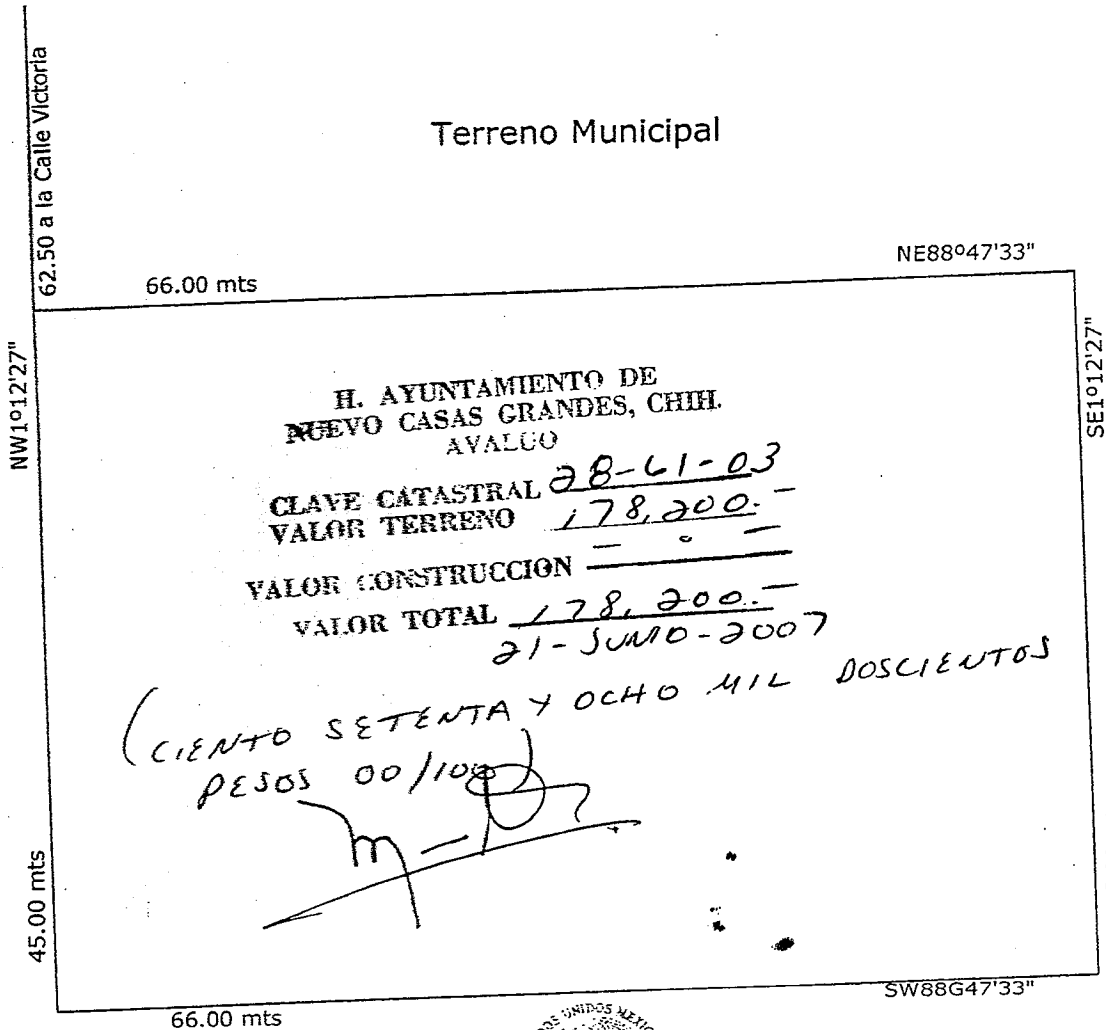 62.50 a la Calle Victoria
Terreno Municipal
NE88º47'33"
66.00 mts
NW1º12'27"
SE1º12'27"
H. AYUNTAMIENTO DE
NUEVO CASAS GRANDES, CHIH.
AVALUO
CLAVE CATASTRAL 28-61-03
VALOR TERRENO 178,200.-
VALOR CONSTRUCCION - 0 -
VALOR TOTAL 178,200.-
21-JUNIO-2007
(CIENTO SETENTA Y OCHO MIL DOSCIENTOS
PESOS 00/100)
45.00 mts
SW88G47'33"
66.00 mts
UNIDOS